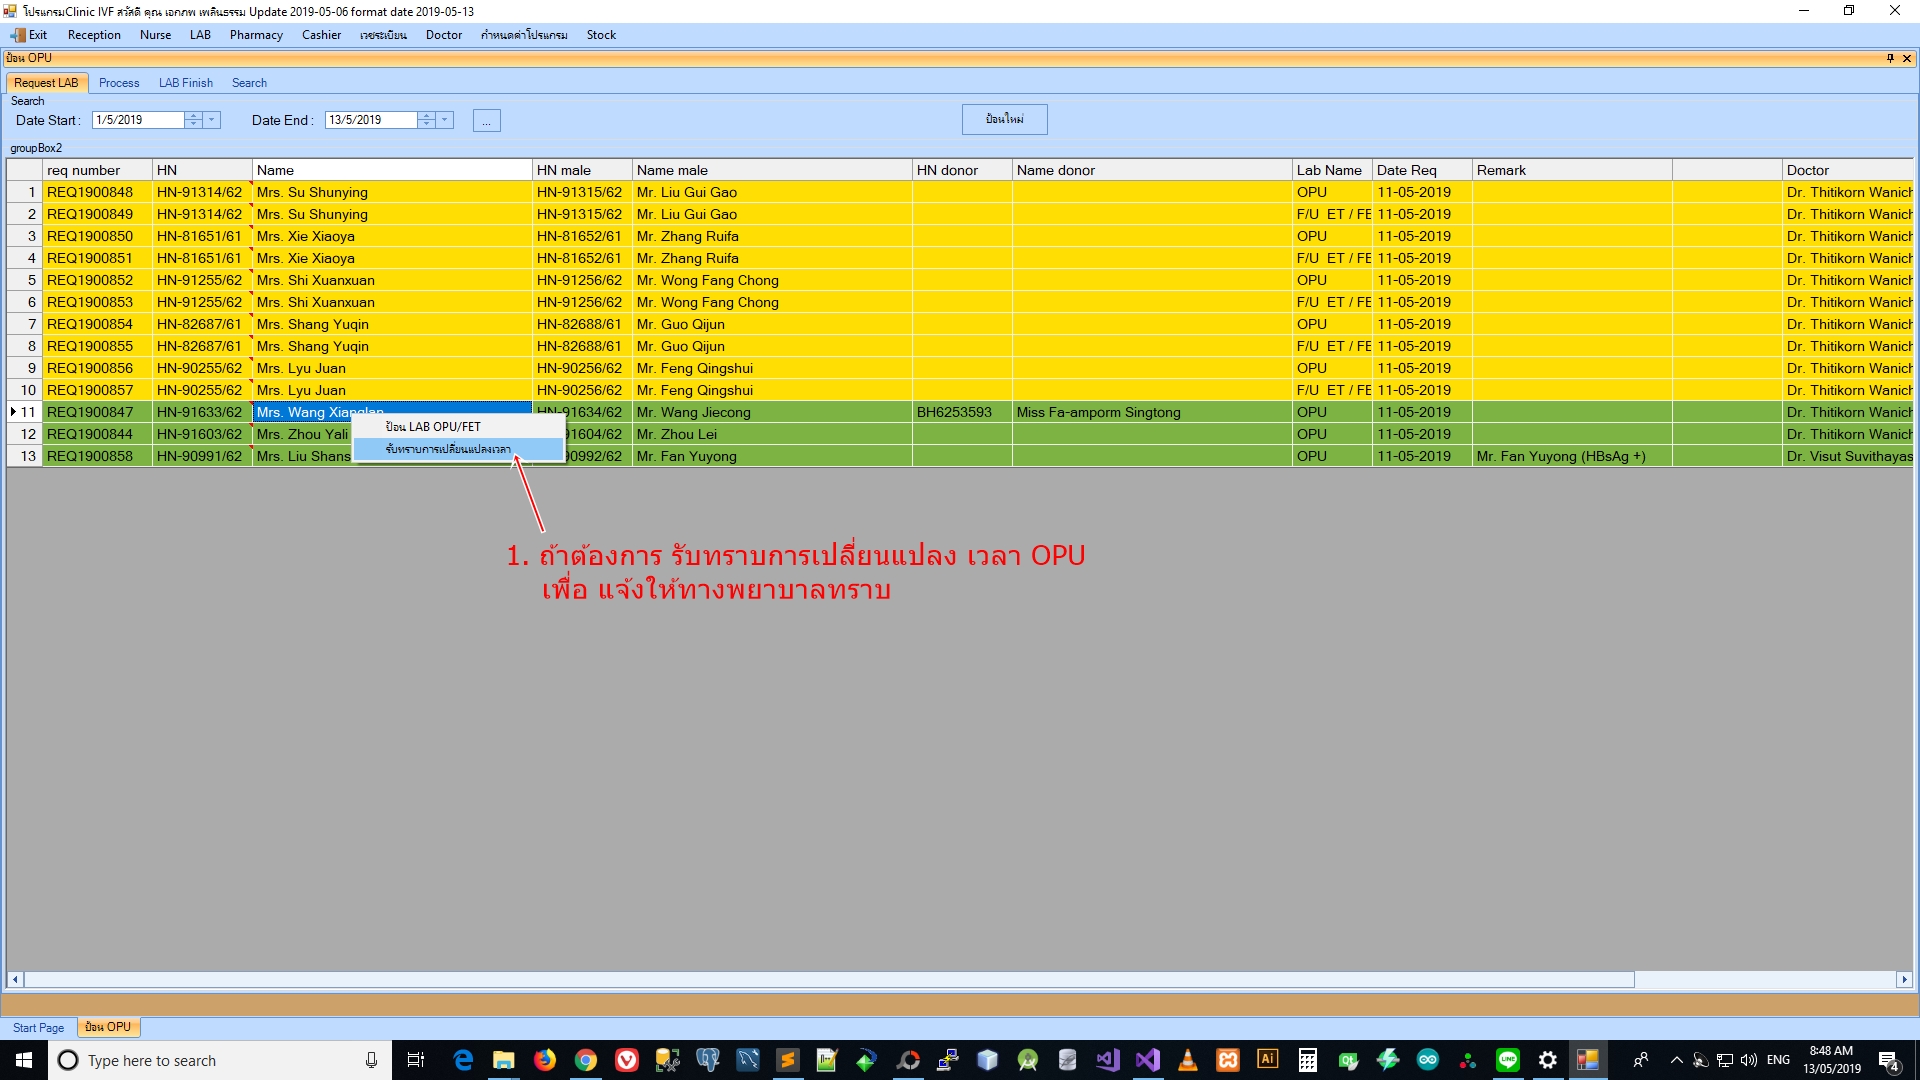 โปรแกรมClinic IVF สวัสดี คุณ เอกภพ เพลินธรรม Update 2019-05-06 format date 2019-05-13
Exit Reception Nurse LAB Pharmacy Cashier เวชระเบียน Doctor กำหนดค่าโปรแกรม Stock
ป้อน OPU
Request LAB Process LAB Finish Search
Search
Date Start : 1/5/2019 Date End : 13/5/2019 ... ป้อนใหม่
groupBox2
req number HN Name HN male Name male HN donor Name donor Lab Name Date Req Remark Doctor
1 REQ1900848 HN-91314/62 Mrs. Su Shunying HN-91315/62 Mr. Liu Gui Gao OPU 11-05-2019 Dr. Thitikorn Wanich
2 REQ1900849 HN-91314/62 Mrs. Su Shunying HN-91315/62 Mr. Liu Gui Gao F/U ET / FE 11-05-2019 Dr. Thitikorn Wanich
3 REQ1900850 HN-81651/61 Mrs. Xie Xiaoya HN-81652/61 Mr. Zhang Ruifa OPU 11-05-2019 Dr. Thitikorn Wanich
4 REQ1900851 HN-81651/61 Mrs. Xie Xiaoya HN-81652/61 Mr. Zhang Ruifa F/U ET / FE 11-05-2019 Dr. Thitikorn Wanich
5 REQ1900852 HN-91255/62 Mrs. Shi Xuanxuan HN-91256/62 Mr. Wong Fang Chong OPU 11-05-2019 Dr. Thitikorn Wanich
6 REQ1900853 HN-91255/62 Mrs. Shi Xuanxuan HN-91256/62 Mr. Wong Fang Chong F/U ET / FE 11-05-2019 Dr. Thitikorn Wanich
7 REQ1900854 HN-82687/61 Mrs. Shang Yuqin HN-82688/61 Mr. Guo Qijun OPU 11-05-2019 Dr. Thitikorn Wanich
8 REQ1900855 HN-82687/61 Mrs. Shang Yuqin HN-82688/61 Mr. Guo Qijun F/U ET / FE 11-05-2019 Dr. Thitikorn Wanich
9 REQ1900856 HN-90255/62 Mrs. Lyu Juan HN-90256/62 Mr. Feng Qingshui OPU 11-05-2019 Dr. Thitikorn Wanich
10 REQ1900857 HN-90255/62 Mrs. Lyu Juan HN-90256/62 Mr. Feng Qingshui F/U ET / FE 11-05-2019 Dr. Thitikorn Wanich
11 REQ1900847 HN-91633/62 Mrs. Wang Xianglan HN-91634/62 Mr. Wang Jiecong BH6253593 Miss Fa-amporm Singtong OPU 11-05-2019 Dr. Thitikorn Wanich
12 REQ1900844 HN-91603/62 Mrs. Zhou Yali 91604/62 Mr. Zhou Lei OPU 11-05-2019 Dr. Thitikorn Wanich
13 REQ1900858 HN-90991/62 Mrs. Liu Shans 90992/62 Mr. Fan Yuyong OPU 11-05-2019 Mr. Fan Yuyong (HBsAg +) Dr. Visut Suvithayas
ป้อน LAB OPU/FET
รับทราบการเปลี่ยนแปลงเวลา
1. ถ้าต้องการ รับทราบการเปลี่ยนแปลง เวลา OPU
เพื่อ แจ้งให้ทางพยาบาลทราบ
Start Page ป้อน OPU
Type here to search
ENG
8:48 AM
13/05/2019
4
Ai
LINE